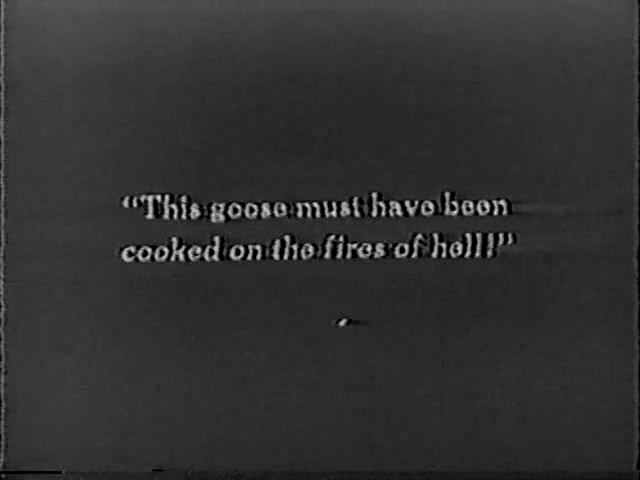 “This goose must have been
cooked on the fires of hell!”